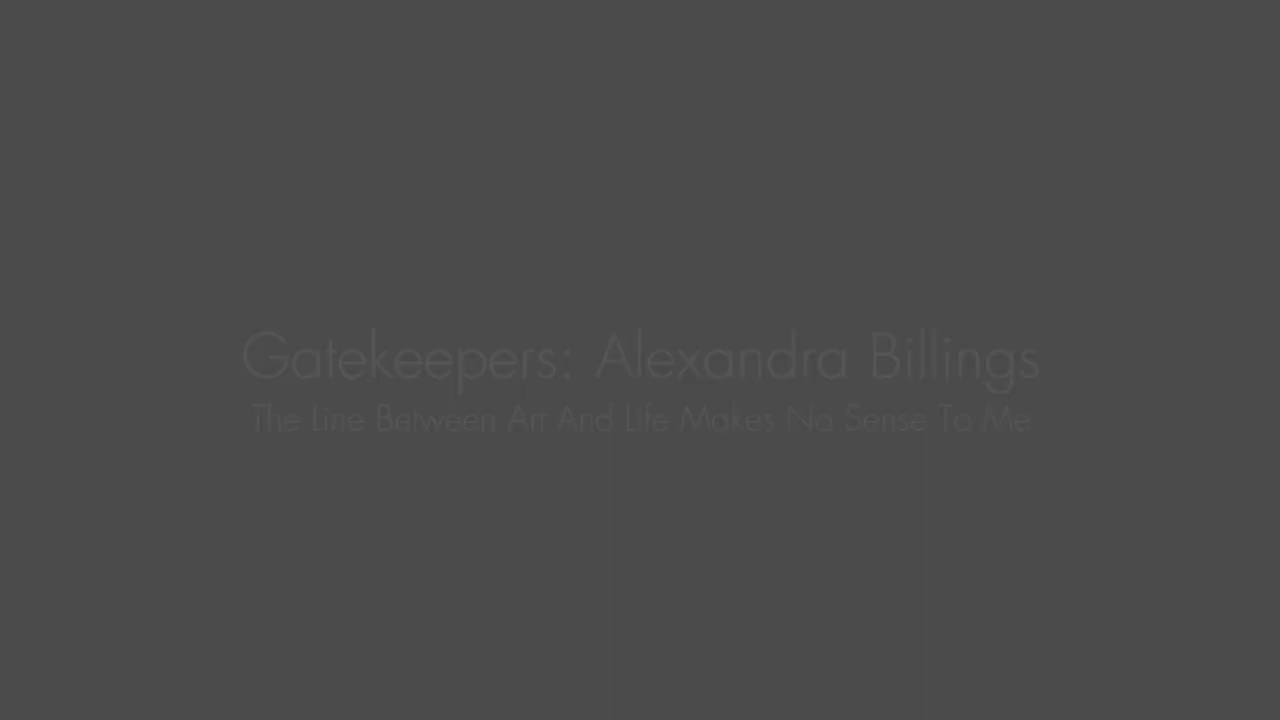 Gatekeepers: Alexandra Billings
The Line Between Art And Life Makes No Sense To Me